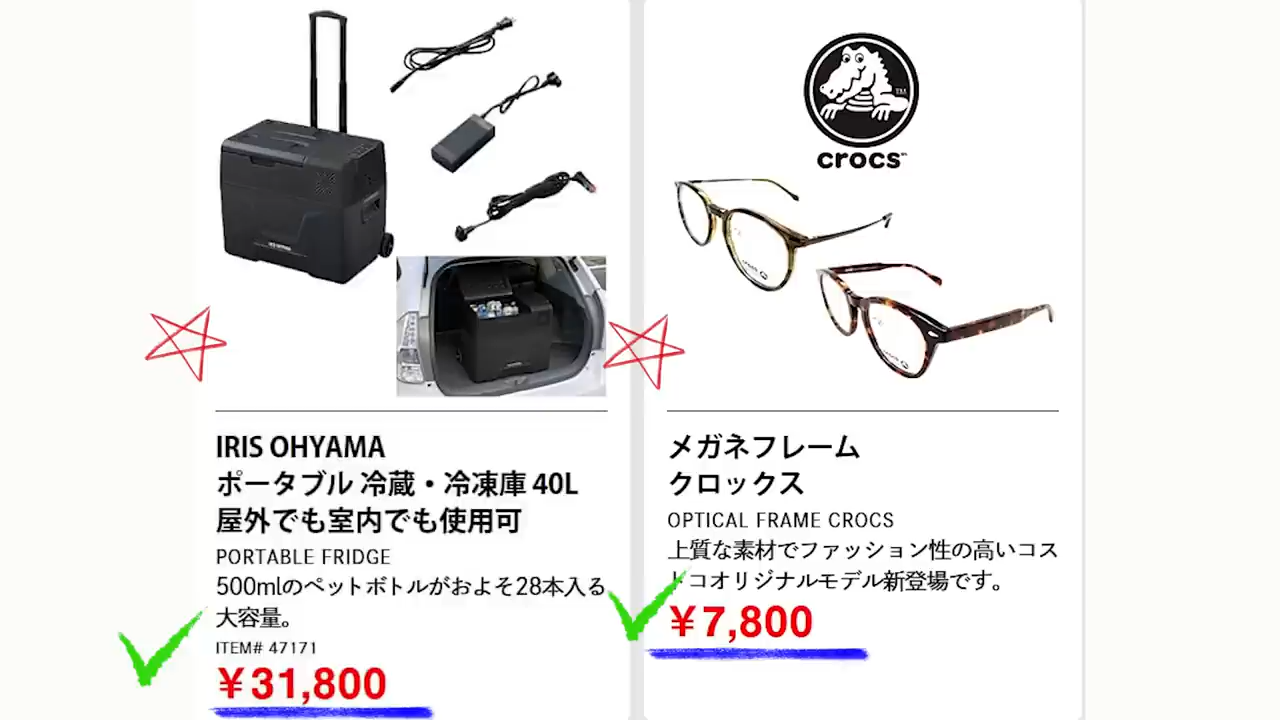 IRIS OHYAMA
ポータブル 冷蔵・冷凍庫 40L
屋外でも室内でも使用可
PORTABLE FRIDGE
500mlのペットボトルがおよそ28本入る
大容量。
ITEM# 47171
¥31,800
TM
crocs™
crocs
crocs
メガネフレーム
クロックス
OPTICAL FRAME CROCS
上質な素材でファッション性の高いコス
トコオリジナルモデル新登場です。
¥7,800